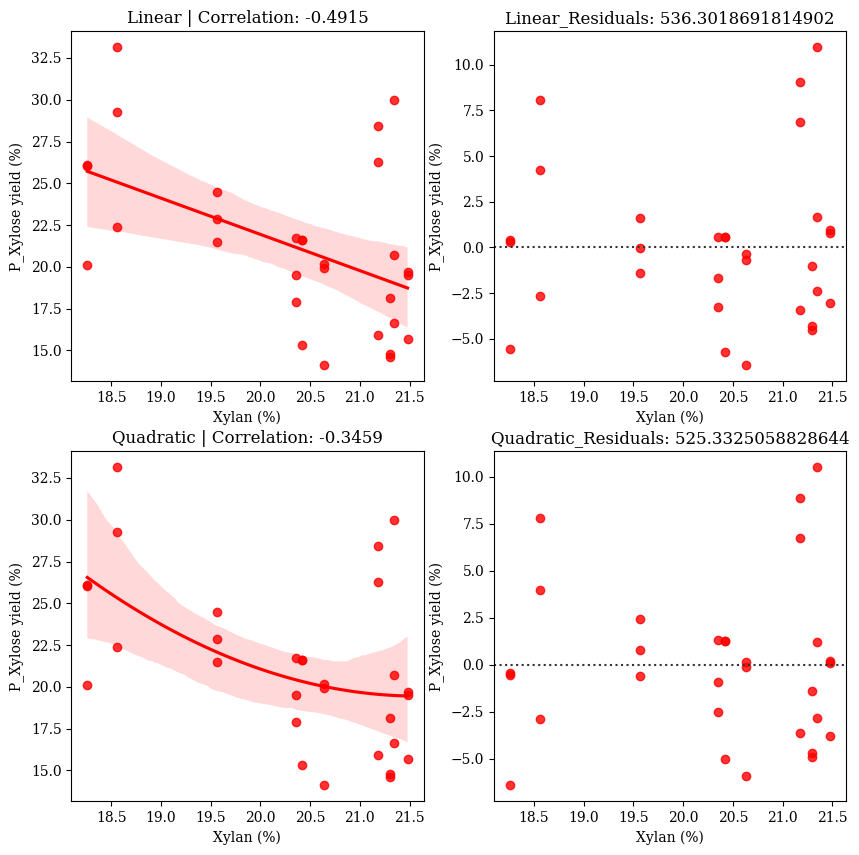 Linear | Correlation: -0.4915
32.5
30.0
27.5
25.0
22.5
20.0
17.5
15.0
P_Xylose yield (%)
18.5 19.0 19.5 20.0 20.5 21.0 21.5
Xylan (%)
Linear_Residuals: 536.3018691814902
10.0
7.5
5.0
2.5
0.0
−2.5
−5.0
P_Xylose yield (%)
18.5 19.0 19.5 20.0 20.5 21.0 21.5
Xylan (%)
Quadratic | Correlation: -0.3459
32.5
30.0
27.5
25.0
22.5
20.0
17.5
15.0
P_Xylose yield (%)
18.5 19.0 19.5 20.0 20.5 21.0 21.5
Xylan (%)
Quadratic_Residuals: 525.3325058828644
10.0
7.5
5.0
2.5
0.0
−2.5
−5.0
P_Xylose yield (%)
18.5 19.0 19.5 20.0 20.5 21.0 21.5
Xylan (%)